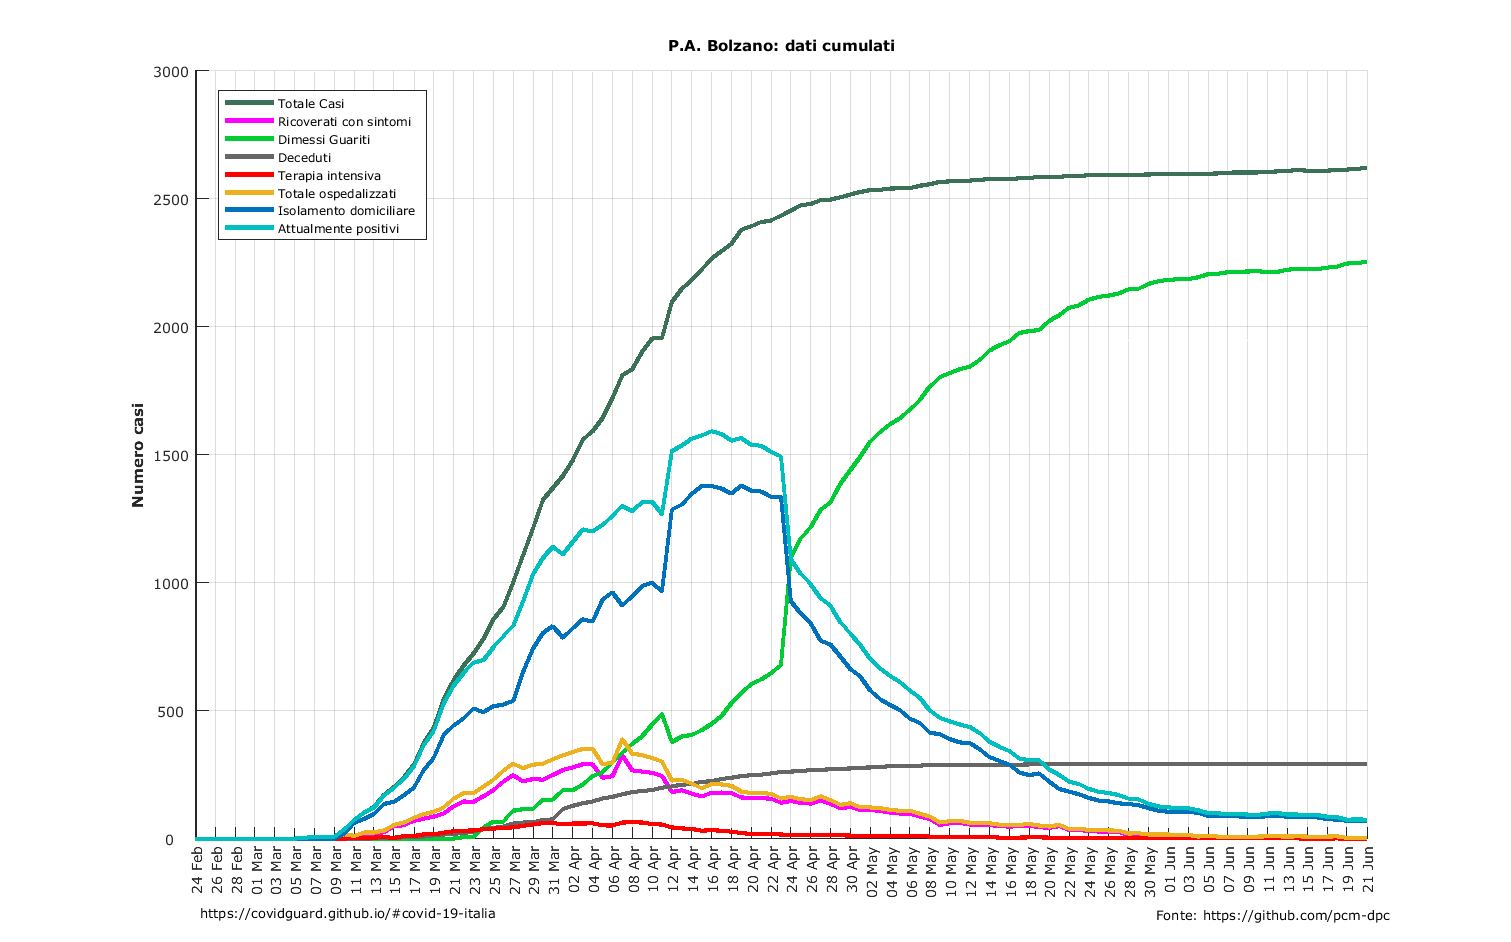 P.A. Bolzano: dati cumulati
3000
2500
2000
1500
1000
500
0
Numero casi
Totale Casi
Ricoverati con sintomi
Dimessi Guariti
Deceduti
Terapia intensiva
Totale ospedalizzati
Isolamento domiciliare
Attualmente positivi
24 Feb
26 Feb
28 Feb
01 Mar
03 Mar
05 Mar
07 Mar
09 Mar
11 Mar
13 Mar
15 Mar
17 Mar
19 Mar
21 Mar
23 Mar
25 Mar
27 Mar
29 Mar
31 Mar
02 Apr
04 Apr
06 Apr
08 Apr
10 Apr
12 Apr
14 Apr
16 Apr
18 Apr
20 Apr
22 Apr
24 Apr
26 Apr
28 Apr
30 Apr
02 May
04 May
06 May
08 May
10 May
12 May
14 May
16 May
18 May
20 May
22 May
24 May
26 May
28 May
30 May
01 Jun
03 Jun
05 Jun
07 Jun
09 Jun
11 Jun
13 Jun
15 Jun
17 Jun
19 Jun
21 Jun
https://covidguard.github.io/#covid-19-italia
Fonte: https://github.com/pcm-dpc